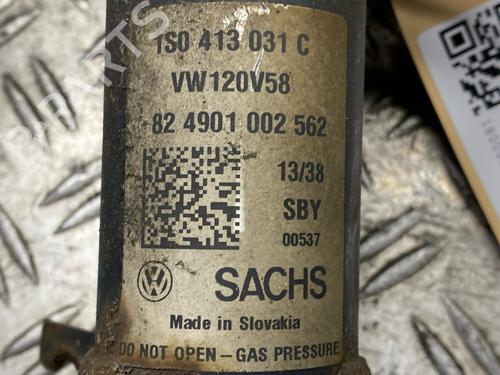 1S0 413 031 C
VW120V58
82 4901 002 562
13/38
SBY
00537
SACHS
Made in Slovakia
DO NOT OPEN – GAS PRESSURE